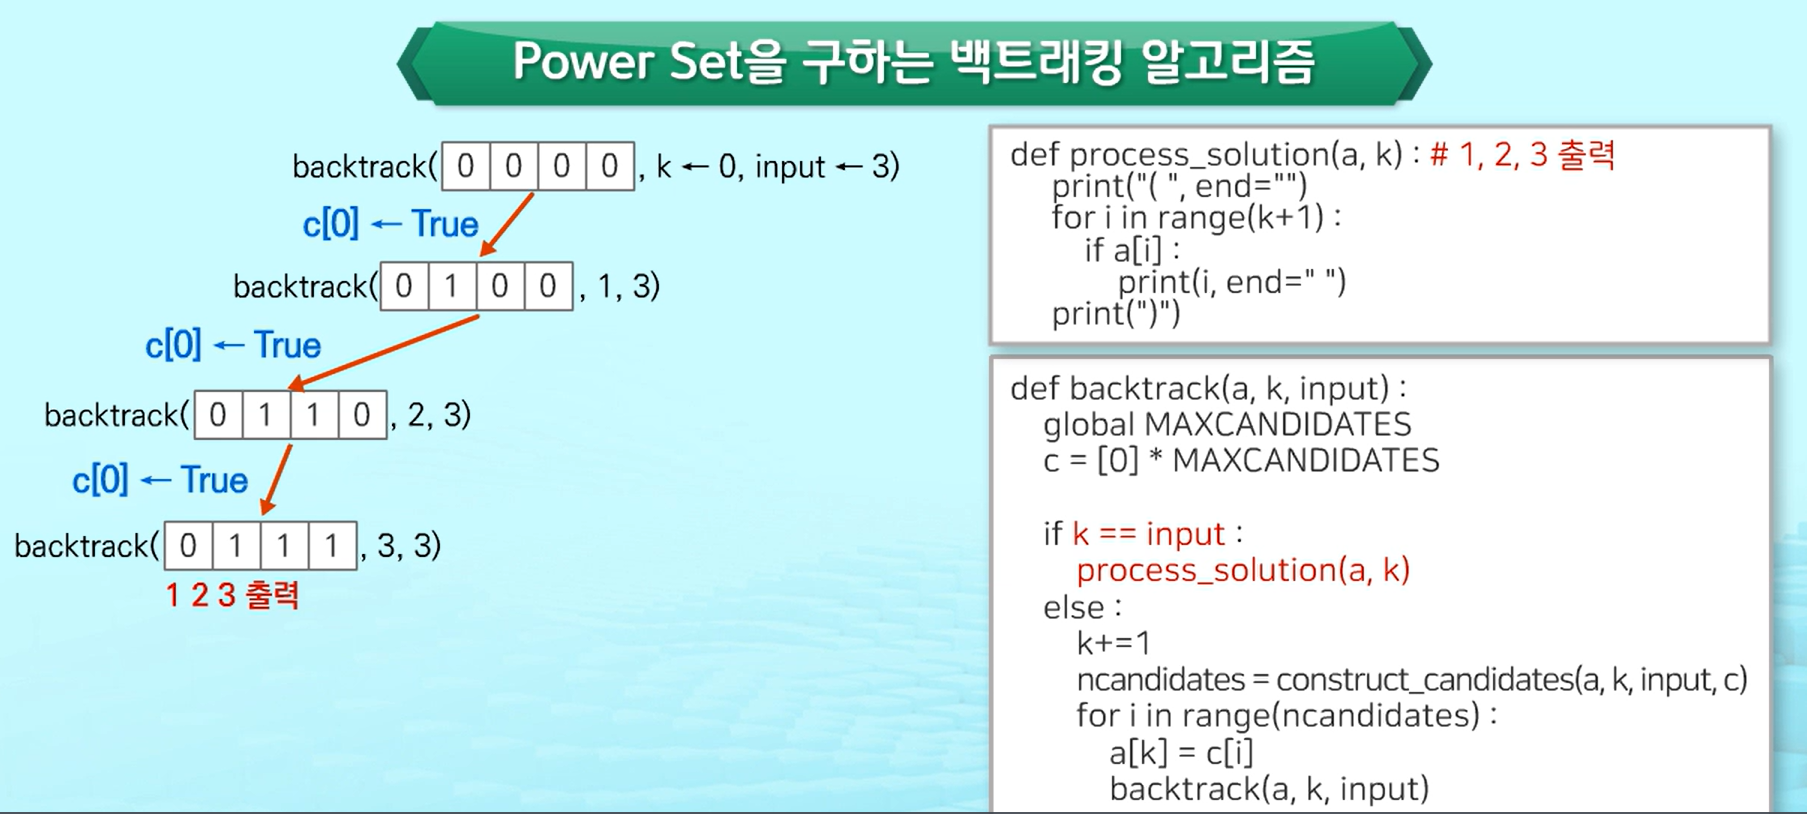 Power Set을 구하는 백트래킹 알고리즘
backtrack( 0 0 0 0 , k ← 0, input ← 3)
c[0] ← True
backtrack( 0 1 0 0 , 1, 3)
c[0] ← True
backtrack( 0 1 1 0 , 2, 3)
c[0] ← True
backtrack( 0 1 1 1 , 3, 3)
1 2 3 출력
def process_solution(a, k) : # 1, 2, 3 출력
print("( ", end="")
for i in range(k+1) :
if a[i] :
print(i, end=" ")
print(")")
def backtrack(a, k, input) :
global MAXCANDIDATES
c = [0] * MAXCANDIDATES
if k == input :
process_solution(a, k)
else :
k+=1
ncandidates = construct_candidates(a, k, input, c)
for i in range(ncandidates) :
a[k] = c[i]
backtrack(a, k, input)